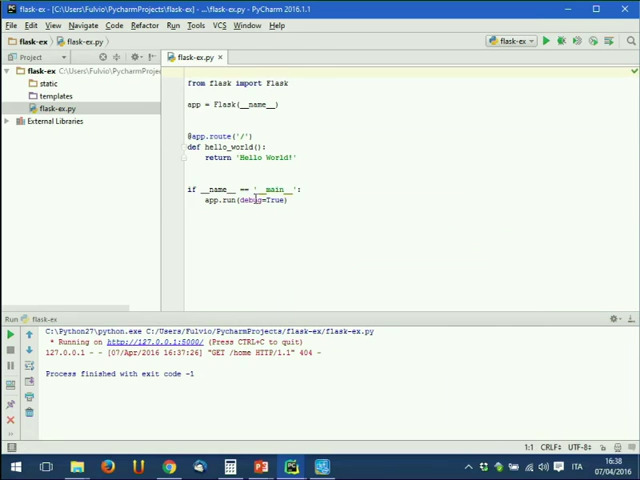 flask-ex - [C:\Users\Fulvio\PycharmProjects\flask-ex] - ...\flask-ex.py - PyCharm 2016.1.1
File Edit View Navigate Code Refactor Run Tools VCS Window Help
flask-ex flask-ex.py flask-ex
Project flask-ex.py
flask-ex C:\Users\Fulvio\PycharmProjec
static
templates
flask-ex.py
External Libraries
from flask import Flask
app = Flask(__name__)
@app.route('/')
def hello_world():
return 'Hello World!'
if __name__ == '__main__':
app.run(debug=True)
Run flask-ex
C:\Python27\python.exe C:/Users/Fulvio/PycharmProjects/flask-ex/flask-ex.py
* Running on http://127.0.0.1:5000/ (Press CTRL+C to quit)
127.0.0.1 - - [07/Apr/2016 16:37:26] "GET /home HTTP/1.1" 404 -
Process finished with exit code -1
1:1 CRLF÷ UTF-8÷
ITA 16:38
07/04/2016